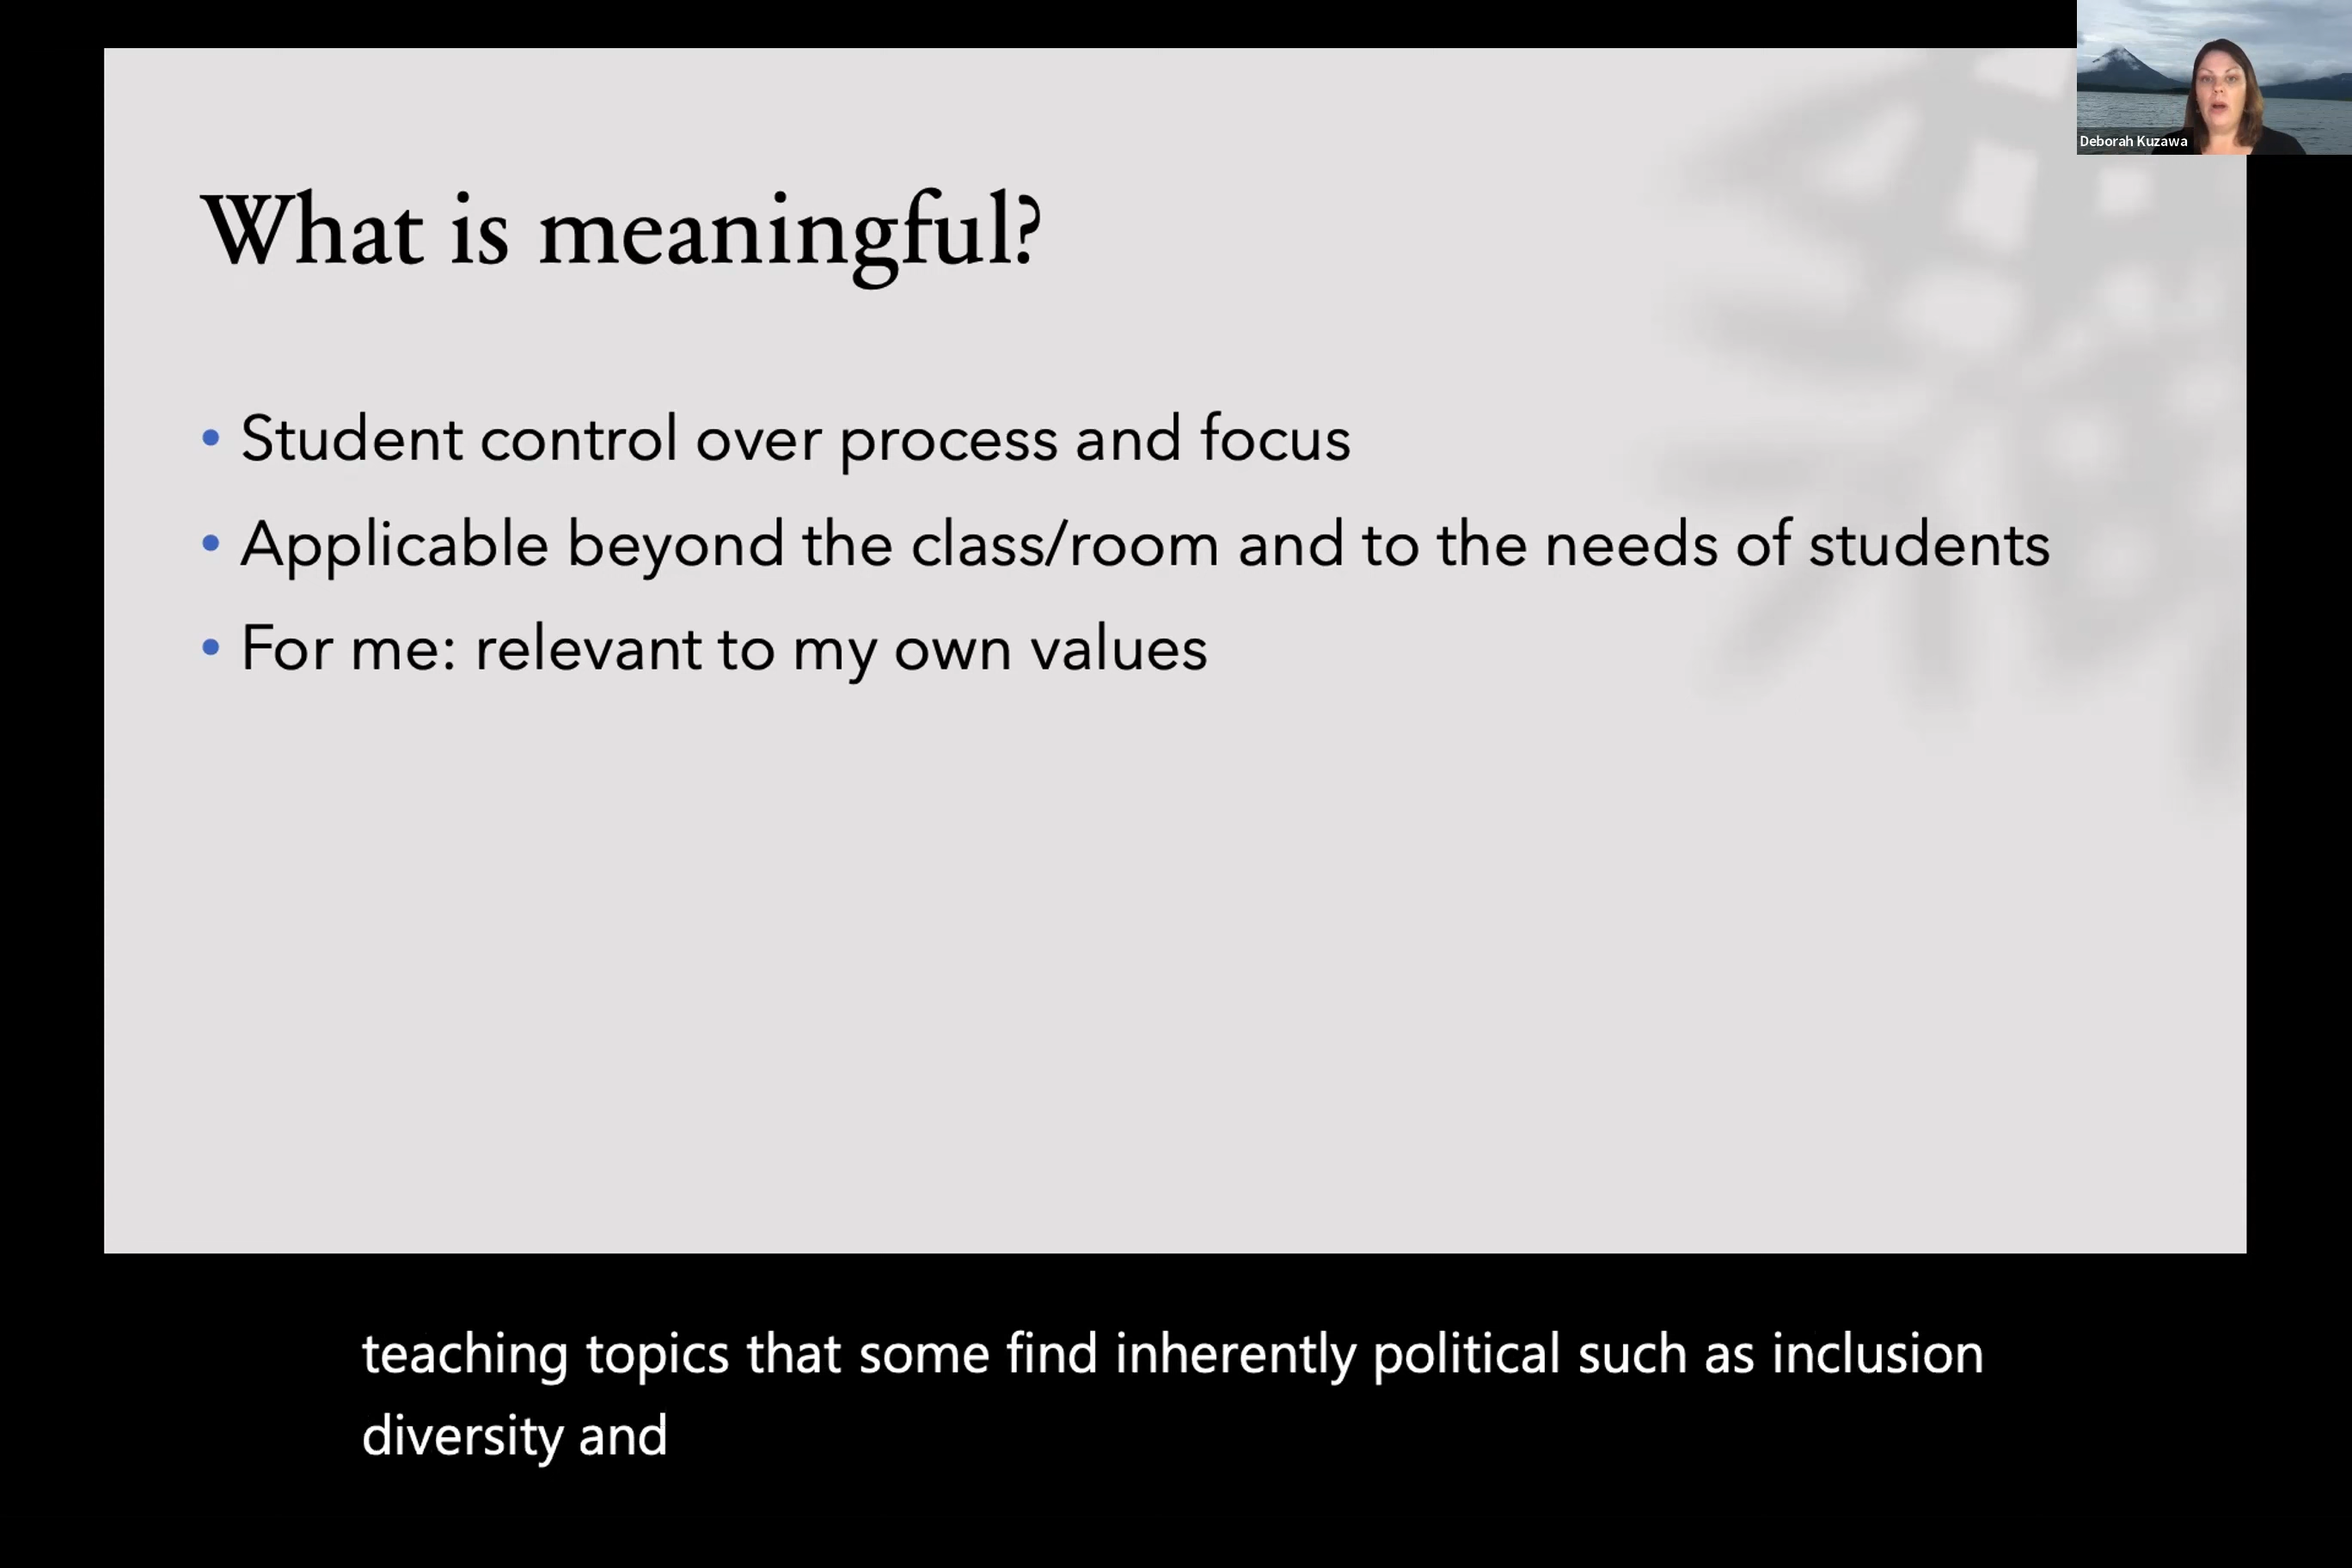 Deborah Kuzawa
What is meaningful?
• Student control over process and focus
• Applicable beyond the class/room and to the needs of students
• For me: relevant to my own values
teaching topics that some find inherently political such as inclusion
diversity and